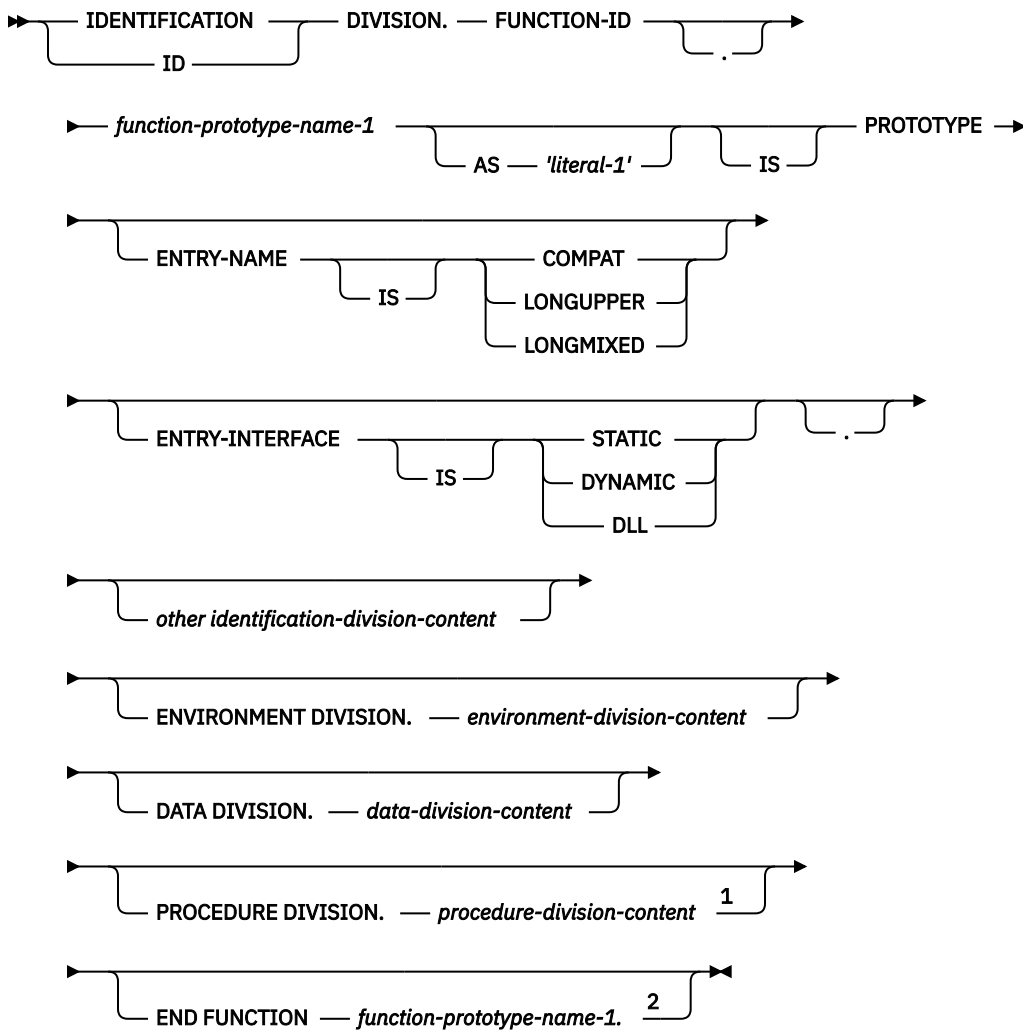 IDENTIFICATION DIVISION. FUNCTION-ID
ID .
function-prototype-name-1 PROTOTYPE
AS 'literal-1' IS
ENTRY-NAME COMPAT
IS LONGUPPER
LONGMIXED
ENTRY-INTERFACE STATIC .
IS DYNAMIC
DLL
other identification-division-content
ENVIRONMENT DIVISION. environment-division-content
DATA DIVISION. data-division-content
PROCEDURE DIVISION. procedure-division-content 1
END FUNCTION function-prototype-name-1. 2